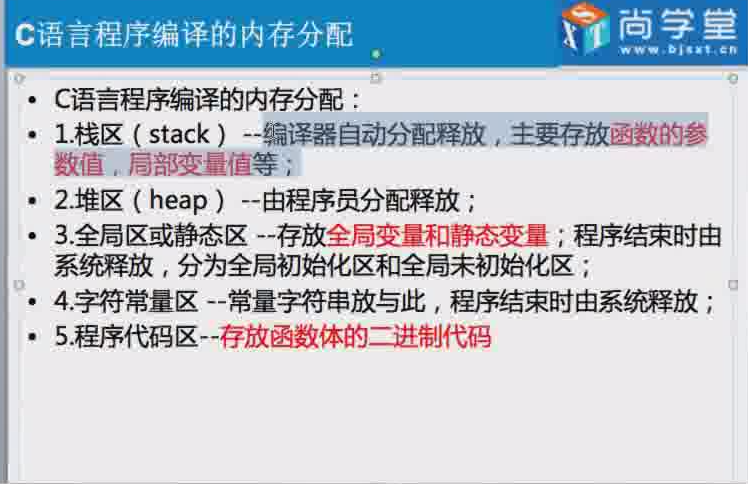 C语言程序编译的内存分配
尚学堂
www.bjsxt.cn
C语言程序编译的内存分配：
1.栈区（stack） --编译器自动分配释放，主要存放函数的参
数值，局部变量值等；
2.堆区（heap） --由程序员分配释放；
3.全局区或静态区 --存放全局变量和静态变量；程序结束时由
系统释放，分为全局初始化区和全局未初始化区；
4.字符常量区 --常量字符串放与此，程序结束时由系统释放；
5.程序代码区--存放函数体的二进制代码